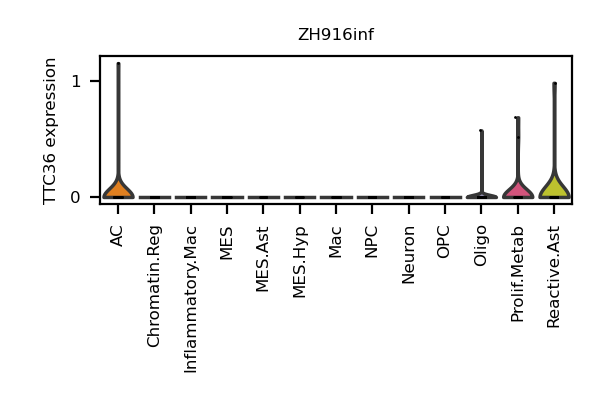 ZH916inf
TTC36 expression
1
0
AC
Chromatin.Reg
Inflammatory.Mac
MES
MES.Ast
MES.Hyp
Mac
NPC
Neuron
OPC
Oligo
Prolif.Metab
Reactive.Ast